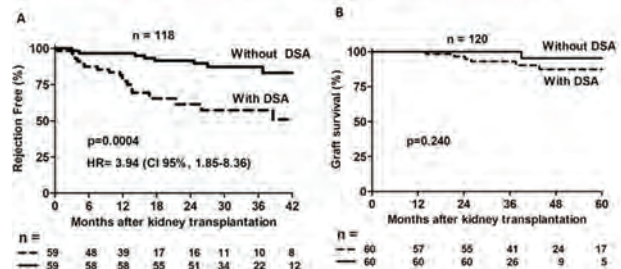 A
n = 118
Without DSA
With DSA
p=0.0004
HR= 3.94 (CI 95%, 1.85-8.36)
Rejection Free (%)
100
75
50
25
0
0 6 12 18 24 30 36 42
Months after kidney transplantation
n =
59 48 39 17 16 11 10 8
59 58 58 55 51 34 22 12
B
n = 120
Without DSA
With DSA
p=0.240
Graft survival (%)
100
75
50
25
0
0 12 24 36 48 60
Months after kidney transplantation
n =
60 57 55 41 24 17
60 60 60 26 9 5